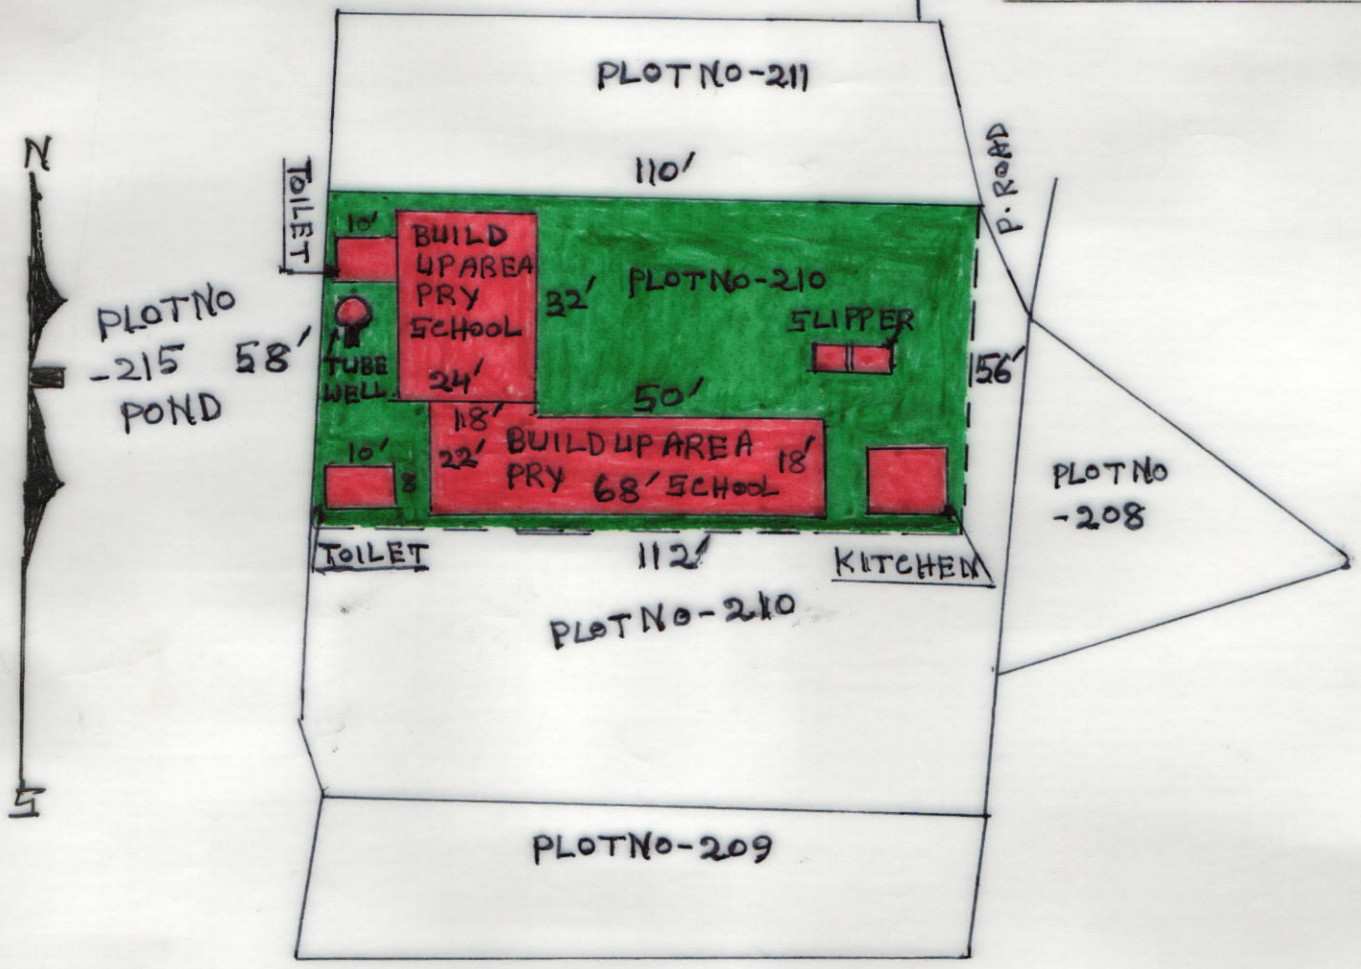 PLOT NO-211
110'
P. ROAD
N
TOILET
10'
BUILD
UP AREA
PRY
SCHOOL
32'
PLOT NO-210
SLIPPER
PLOT NO
-215
POND
58'
TUBE
WELL
24'
56'
50'
18'
22'
BUILD UP AREA
PRY
68' SCHOOL
18'
10'
8
PLOT NO
-208
TOILET
112'
KITCHEN
PLOT NO-210
S
PLOT NO-209